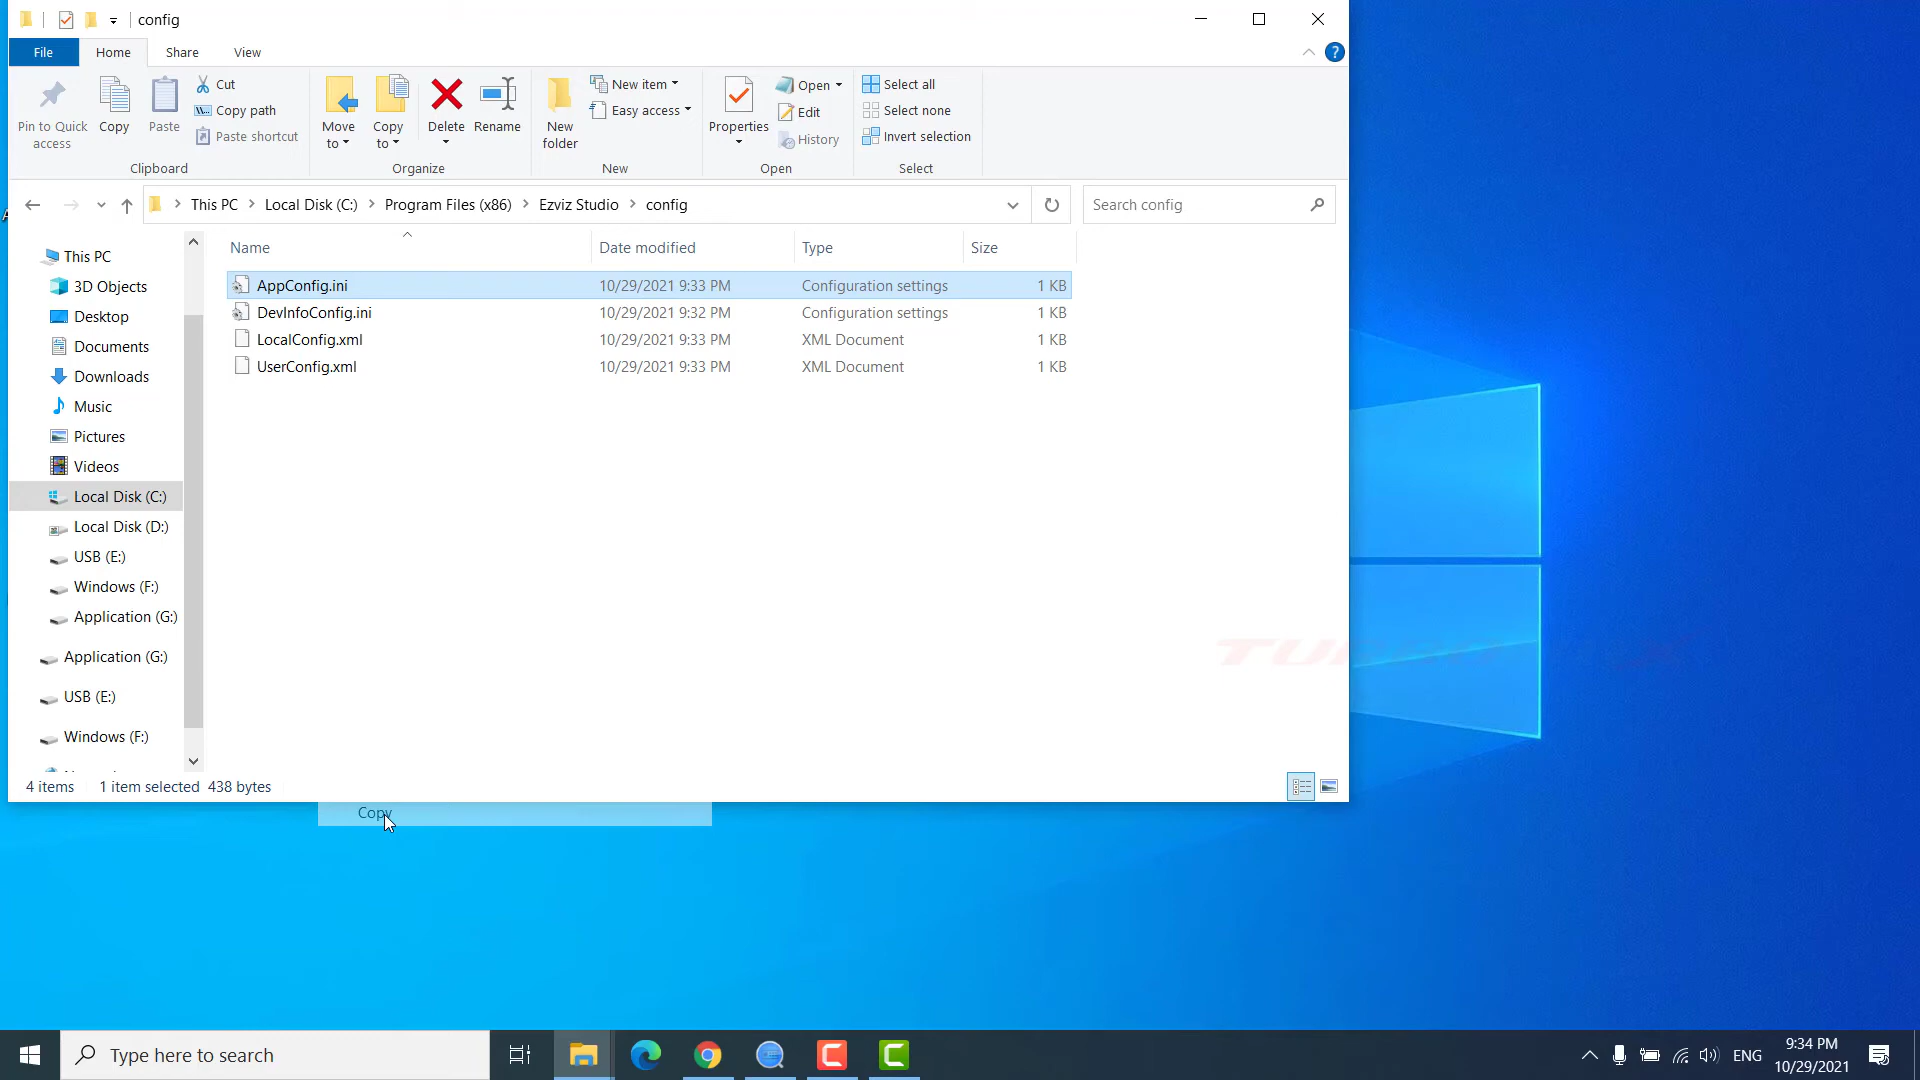 config
File
Home
Share
View
Pin to Quick access
Copy
Paste
Cut
Copy path
Paste shortcut
Clipboard
Move to
Copy to
Delete
Rename
Organize
New folder
New item
Easy access
New
Properties
Open
Edit
History
Open
Select all
Select none
Invert selection
Select
This PC
Local Disk (C:)
Program Files (x86)
Ezviz Studio
config
Search config
Name
Date modified
Type
Size
This PC
3D Objects
Desktop
Documents
Downloads
Music
Pictures
Videos
Local Disk (C:)
Local Disk (D:)
USB (E:)
Windows (F:)
Application (G:)
Application (G:)
USB (E:)
Windows (F:)
AppConfig.ini 10/29/2021 9:33 PM Configuration settings 1 KB
DevInfoConfig.ini 10/29/2021 9:32 PM Configuration settings 1 KB
LocalConfig.xml 10/29/2021 9:33 PM XML Document 1 KB
UserConfig.xml 10/29/2021 9:33 PM XML Document 1 KB
4 items 1 item selected 438 bytes
Copy
Type here to search
ENG
9:34 PM
10/29/2021